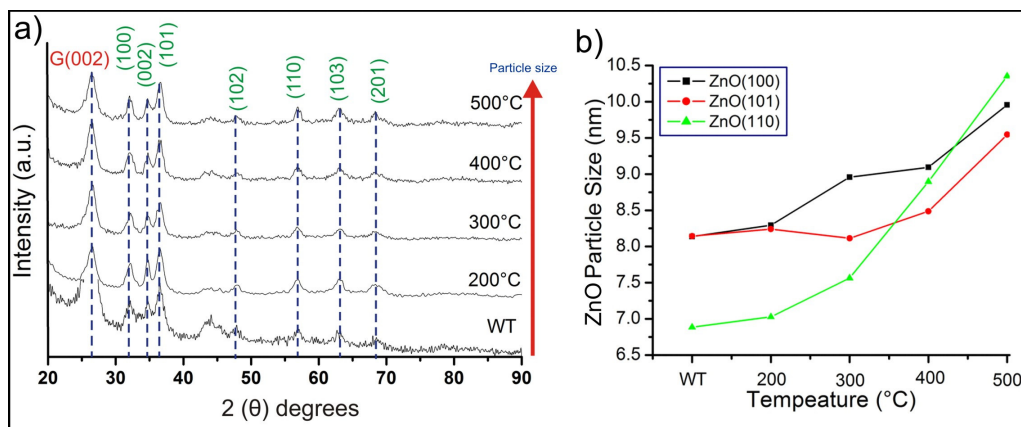 a)
G(002)
(100)
(002)
(101)
(102)
(110)
(103)
(201)
Particle size
500°C
400°C
300°C
200°C
WT
Intensity (a.u.)
20 30 40 50 60 70 80 90
2 (θ) degrees
b)
ZnO(100)
ZnO(101)
ZnO(110)
10.5
10.0
9.5
9.0
8.5
8.0
7.5
7.0
6.5
ZnO Particle Size (nm)
WT 200 300 400 500
Tempeature (°C)